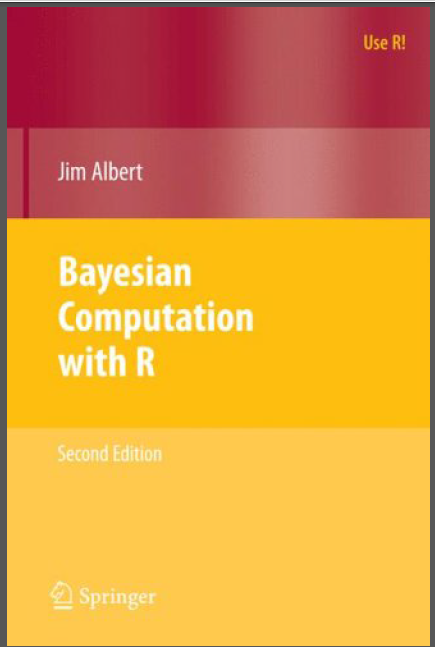 Use R!
Jim Albert
Bayesian
Computation
with R
Second Edition
Springer